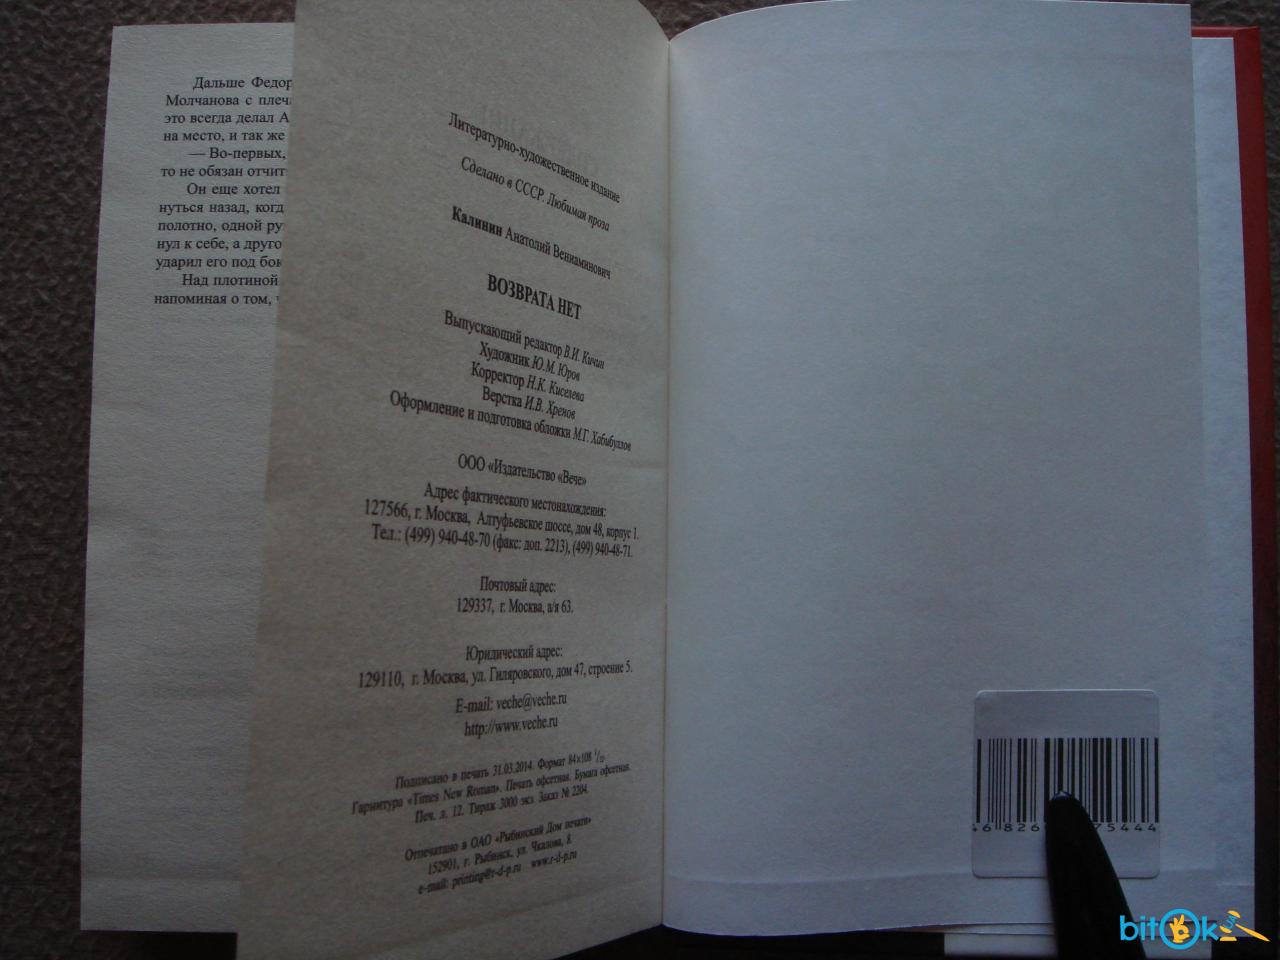 Дальше Федор
Молчанова с плеч
это всегда делал А
на место, и так же
— Во-первых,
то не обязан отчит
Он еще хотел
нуться назад, когд
полотно, одной ру
нул к себе, а друго
ударил его под бок
Над плотиной
напоминая о том,
Литературно-художественное издание
Сделано в СССР. Любимая проза
Калинин Анатолий Вениаминович
ВОЗВРАТА НЕТ
Выпускающий редактор В.И. Кичин
Художник Ю.М. Юров
Корректор Н.К. Киселева
Верстка И.В. Хренов
Оформление и подготовка обложки М.Г. Хабибуллов
ООО «Издательство «Вече»
Адрес фактического местонахождения:
127566, г. Москва, Алтуфьевское шоссе, дом 48, корпус 1.
Тел.: (499) 940-48-70 (факс: доп. 2213), (499) 940-48-71.
Почтовый адрес:
129337, г. Москва, а/я 63.
Юридический адрес:
129110, г. Москва, ул. Гиляровского, дом 47, строение 5.
E-mail: veche@veche.ru
http://www.veche.ru
Подписано в печать 31.03.2014. Формат 84×108 1/32
Гарнитура «Times New Roman». Печать офсетная. Бумага офсетная.
Печ. л. 12. Тираж 3000 экз. Заказ № 2204.
Отпечатано в ОАО «Рыбинский Дом печати»
152901, г. Рыбинск, ул. Чкалова, 8.
e-mail: printing@r-d-p.ru www.r-d-p.ru
46826 75444
bitOk